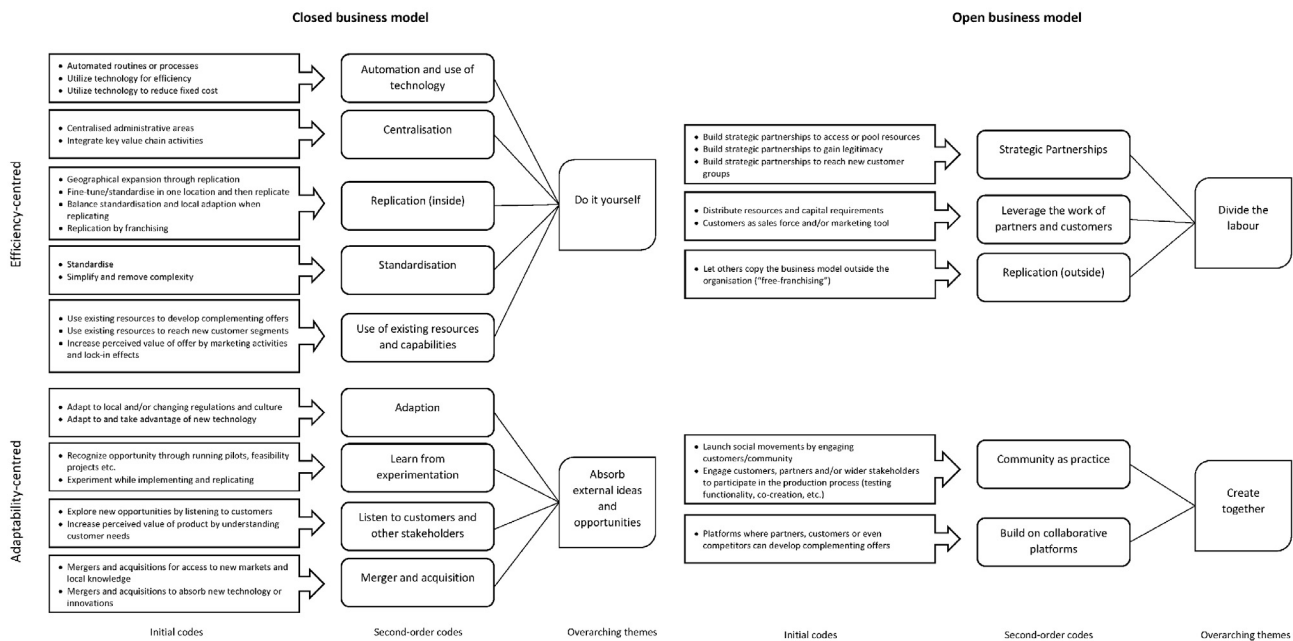 Closed business model
Open business model
Efficiency-centred
• Automated routines or processes
• Utilize technology for efficiency
• Utilize technology to reduce fixed cost
Automation and use of
technology
• Centralised administrative areas
• Integrate key value chain activities
Centralisation
• Geographical expansion through replication
• Fine-tune/standardise in one location and then replicate
• Balance standardisation and local adaption when
replicating
• Replication by franchising
Replication (inside)
• Standardise
• Simplify and remove complexity
Standardisation
• Use existing resources to develop complementing offers
• Use existing resources to reach new customer segments
• Increase perceived value of offer by marketing activities
and lock-in effects
Use of existing resources
and capabilities
Do it yourself
• Build strategic partnerships to access or pool resources
• Build strategic partnerships to gain legitimacy
• Build strategic partnerships to reach new customer
groups
Strategic Partnerships
• Distribute resources and capital requirements
• Customers as sales force and/or marketing tool
Leverage the work of
partners and customers
• Let others copy the business model outside the
organisation ("free-franchising")
Replication (outside)
Divide the
labour
Adaptability-centred
• Adapt to local and/or changing regulations and culture
• Adapt to and take advantage of new technology
Adaption
• Recognize opportunity through running pilots, feasibility
projects etc.
• Experiment while implementing and replicating
Learn from
experimentation
• Explore new opportunities by listening to customers
• Increase perceived value of product by understanding
customer needs
Listen to customers and
other stakeholders
• Mergers and acquisitions for access to new markets and
local knowledge
• Mergers and acquisitions to absorb new technology or
innovations
Merger and acquisition
Absorb
external ideas
and
opportunities
• Launch social movements by engaging
customers/community
• Engage customers, partners and/or wider stakeholders
to participate in the production process (testing
functionality, co-creation, etc.)
Community as practice
• Platforms where partners, customers or even
competitors can develop complementing offers
Build on collaborative
platforms
Create
together
Initial codes
Second-order codes
Overarching themes
Initial codes
Second-order codes
Overarching themes